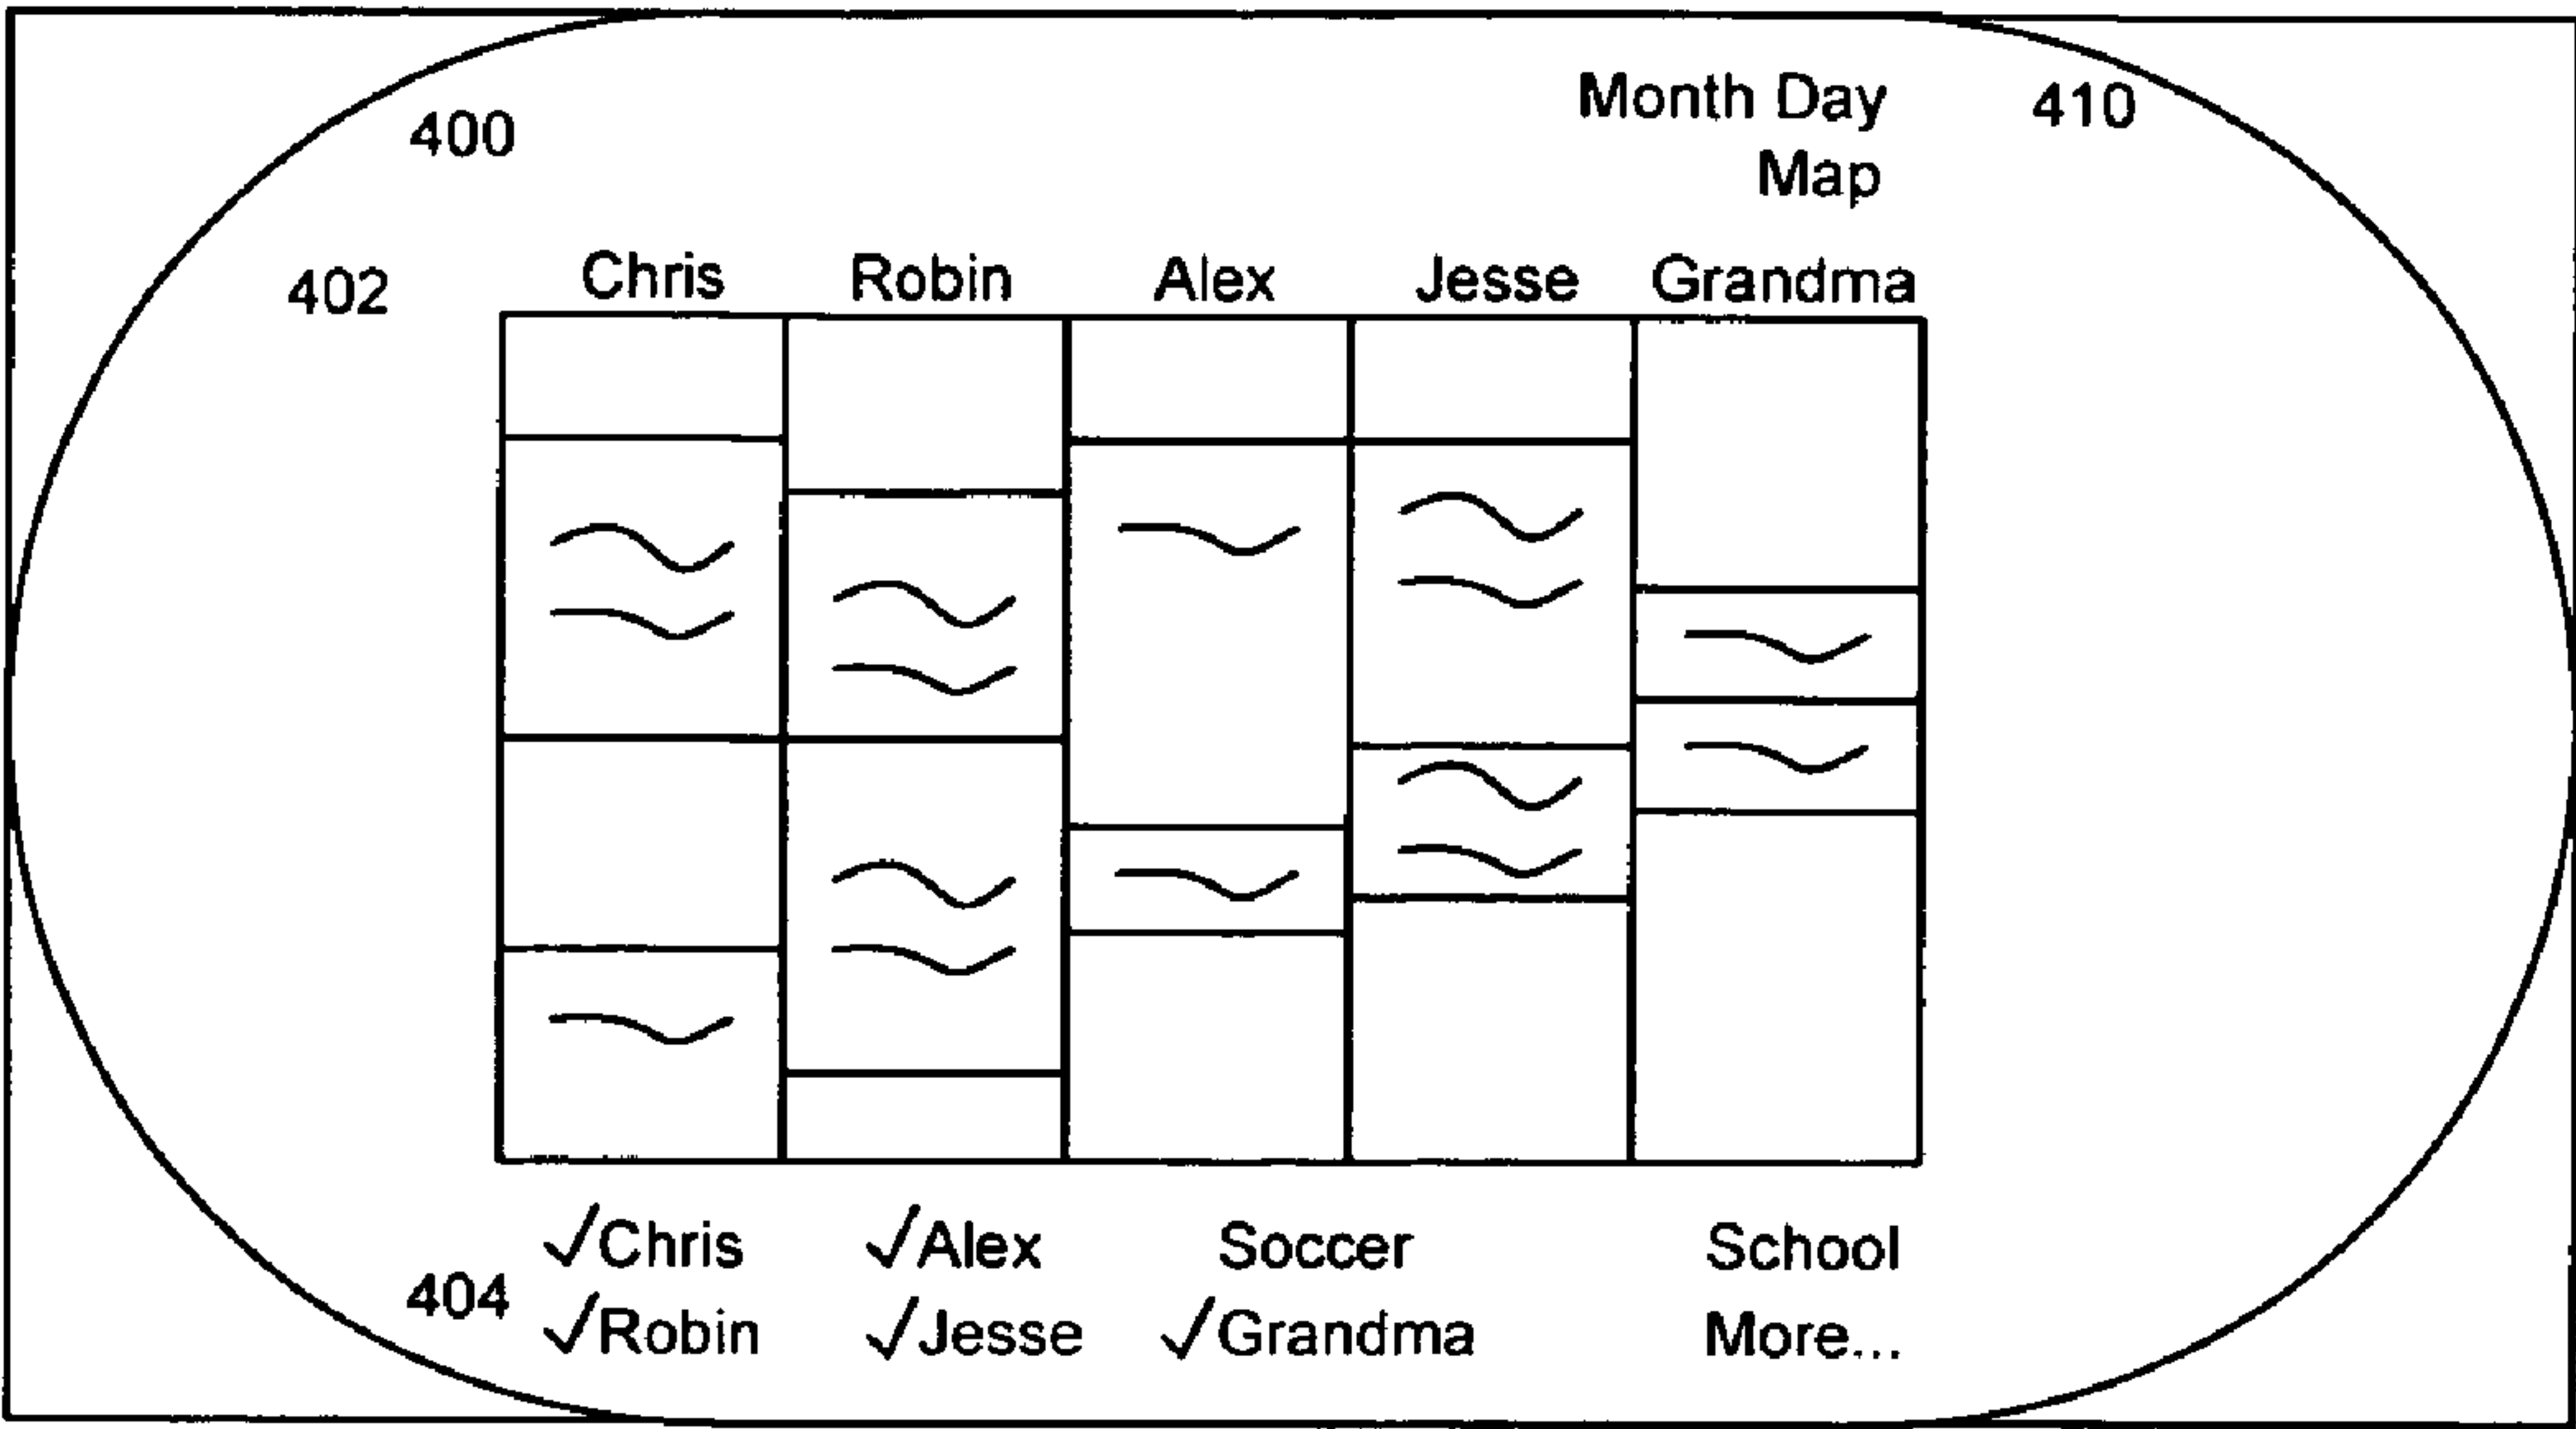 Month Day 410
400
Map
402 Chris Robin Alex Jesse Grandma
√Chris √Alex Soccer School
404
√Robin √Jesse √Grandma More...